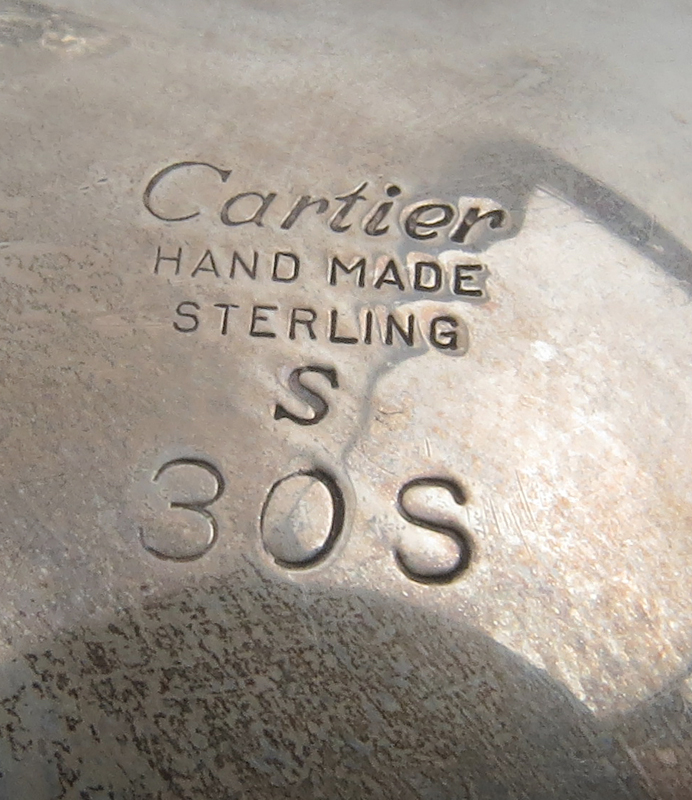 Cartier
HAND MADE
STERLING
S
30S